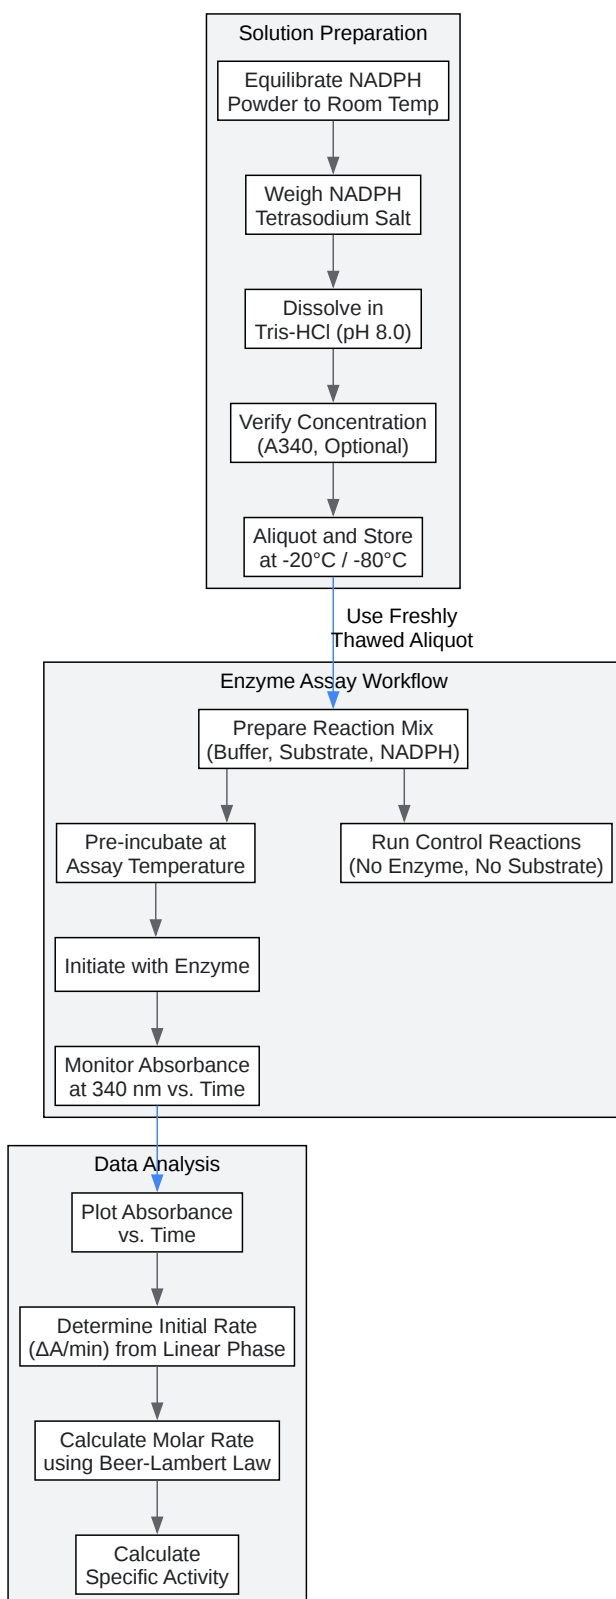 Solution Preparation
Equilibrate NADPH
Powder to Room Temp
Weigh NADPH
Tetrasodium Salt
Dissolve in
Tris-HCl (pH 8.0)
Verify Concentration
(A340, Optional)
Aliquot and Store
at -20°C / -80°C
Use Freshly
Thawed Aliquot
Enzyme Assay Workflow
Prepare Reaction Mix
(Buffer, Substrate, NADPH)
Pre-incubate at
Assay Temperature
Run Control Reactions
(No Enzyme, No Substrate)
Initiate with Enzyme
Monitor Absorbance
at 340 nm vs. Time
Data Analysis
Plot Absorbance
vs. Time
Determine Initial Rate
(ΔA/min) from Linear Phase
Calculate Molar Rate
using Beer-Lambert Law
Calculate
Specific Activity